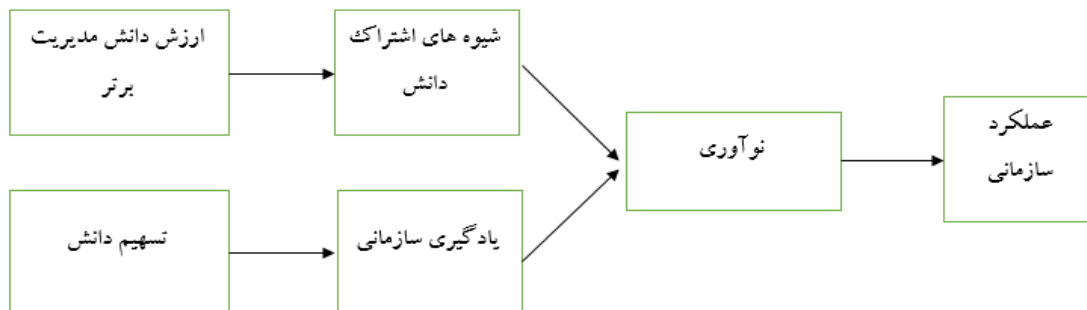 ارزش دانش مدیریت
برتر
شیوه های اشتراک
دانش
نوآوری
عملکرد
سازمانی
تسهیم دانش
یادگیری سازمانی